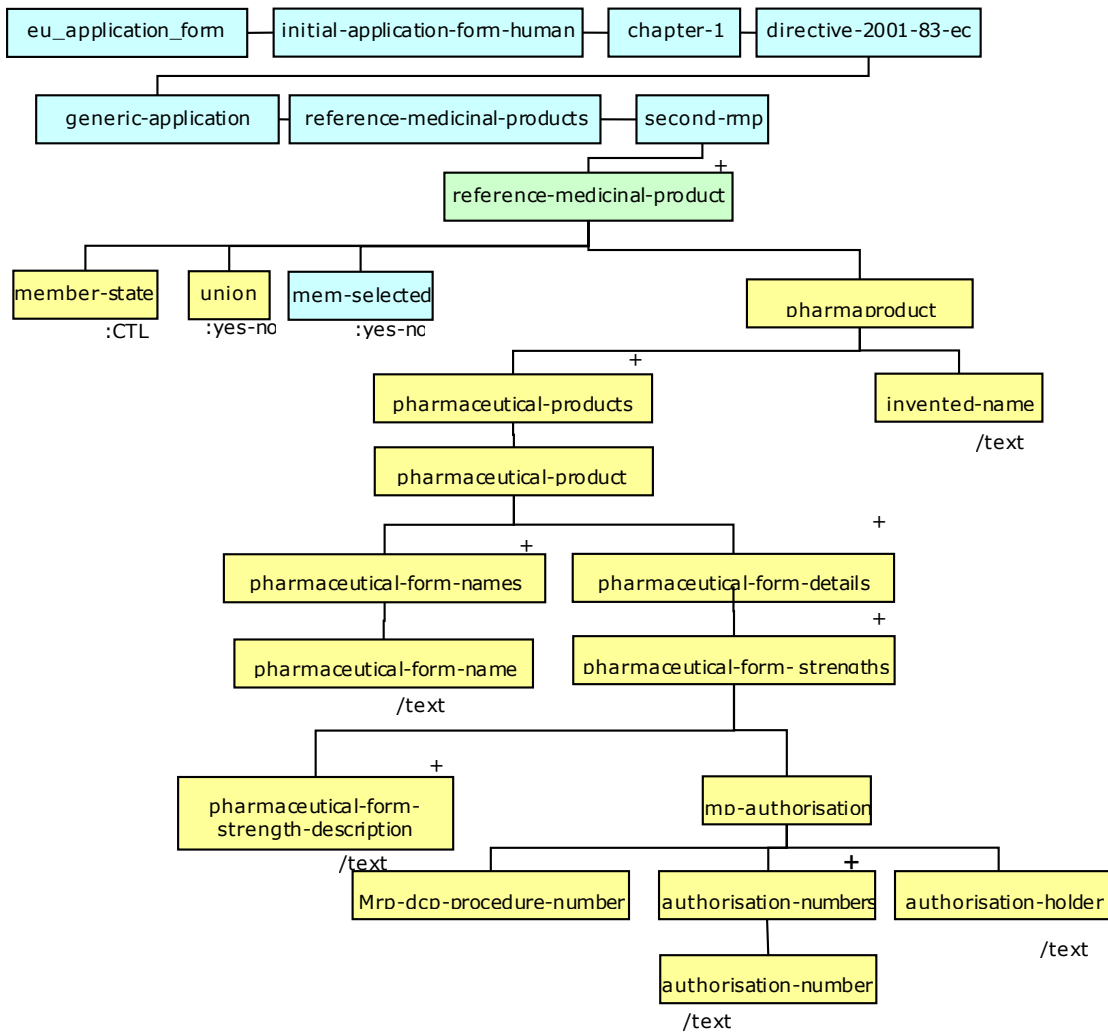 eu_application_form initial-application-form-human chapter-1 directive-2001-83-ec
generic-application reference-medicinal-products second-rmp
+
reference-medicinal-product
member-state union mem-selected pharmaproduct
:CTL :yes-no :yes-no
+
pharmaceutical-products invented-name
/text
pharmaceutical-product
+
+
pharmaceutical-form-names pharmaceutical-form-details
+
pharmaceutical-form-name pharmaceutical-form- strengths
/text
+
pharmaceutical-form-
strength-description
mp-authorisation
/text
+
Mrp-dcp-procedure-number authorisation-numbers authorisation-holder
/text
authorisation-number
/text